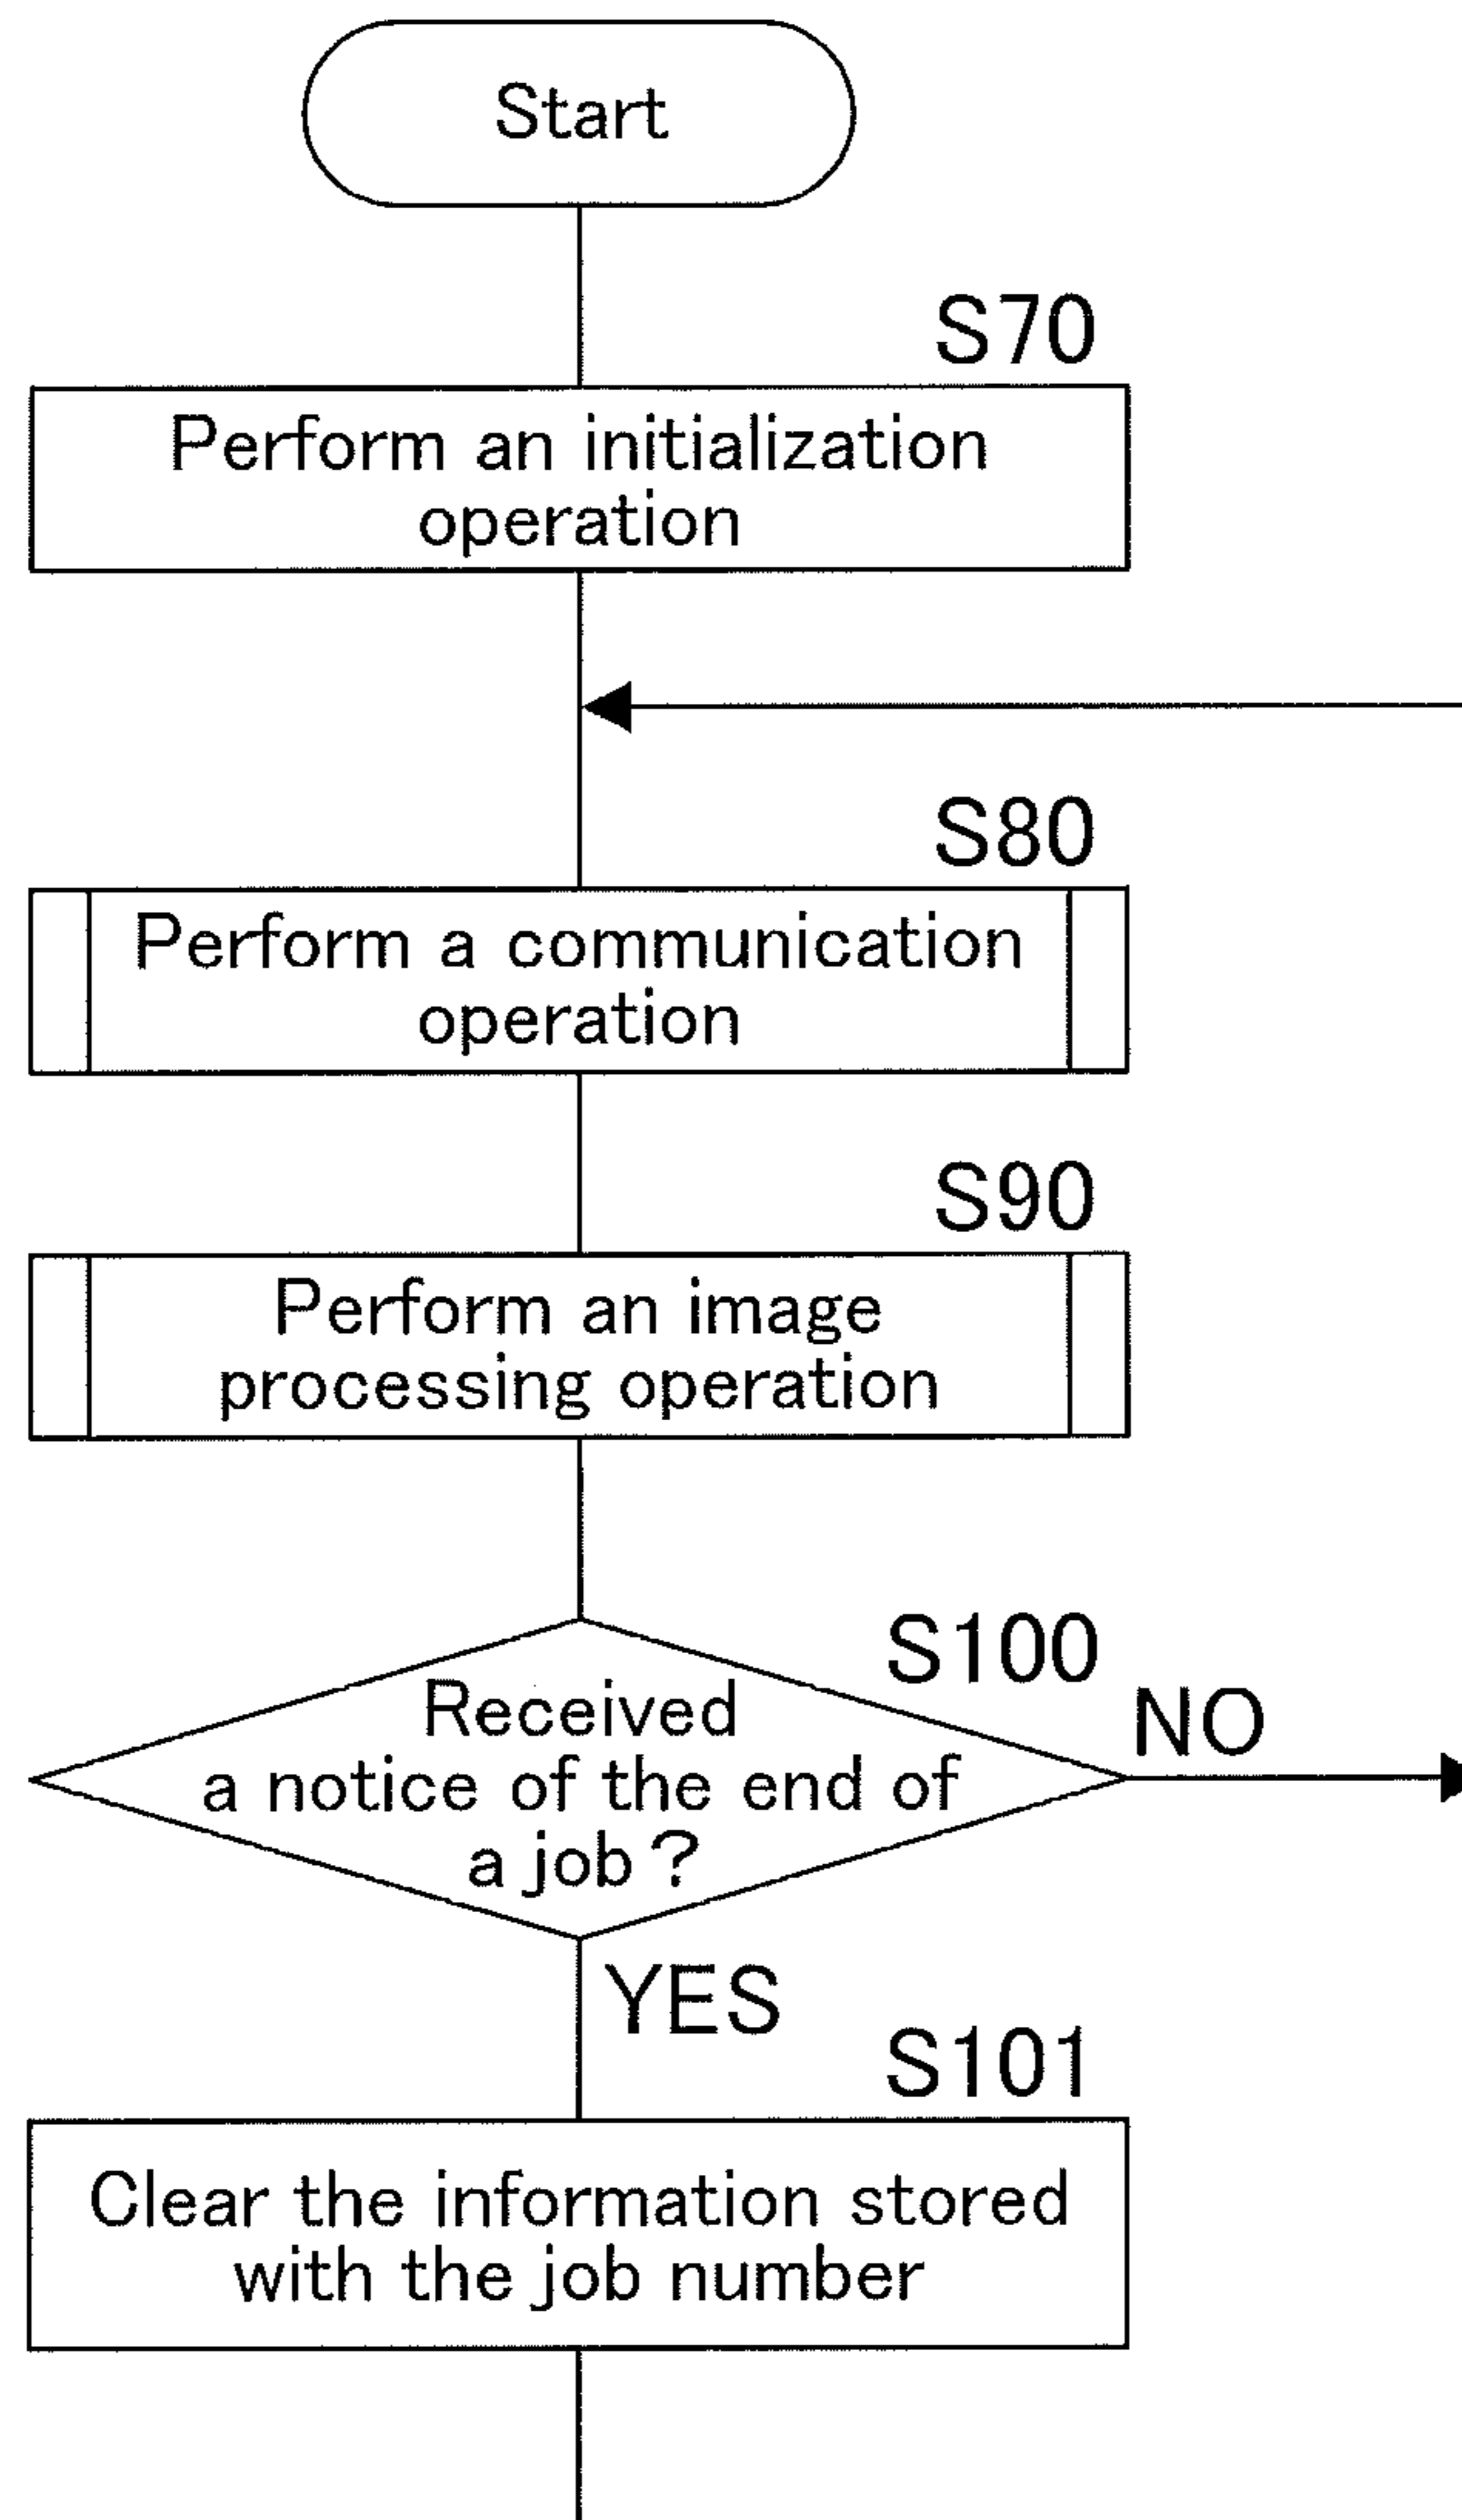 Start
S70
Perform an initialization
operation
S80
Perform a communication
operation
S90
Perform an image
processing operation
S100
Received
a notice of the end of
a job ?
NO
YES
S101
Clear the information stored
with the job number